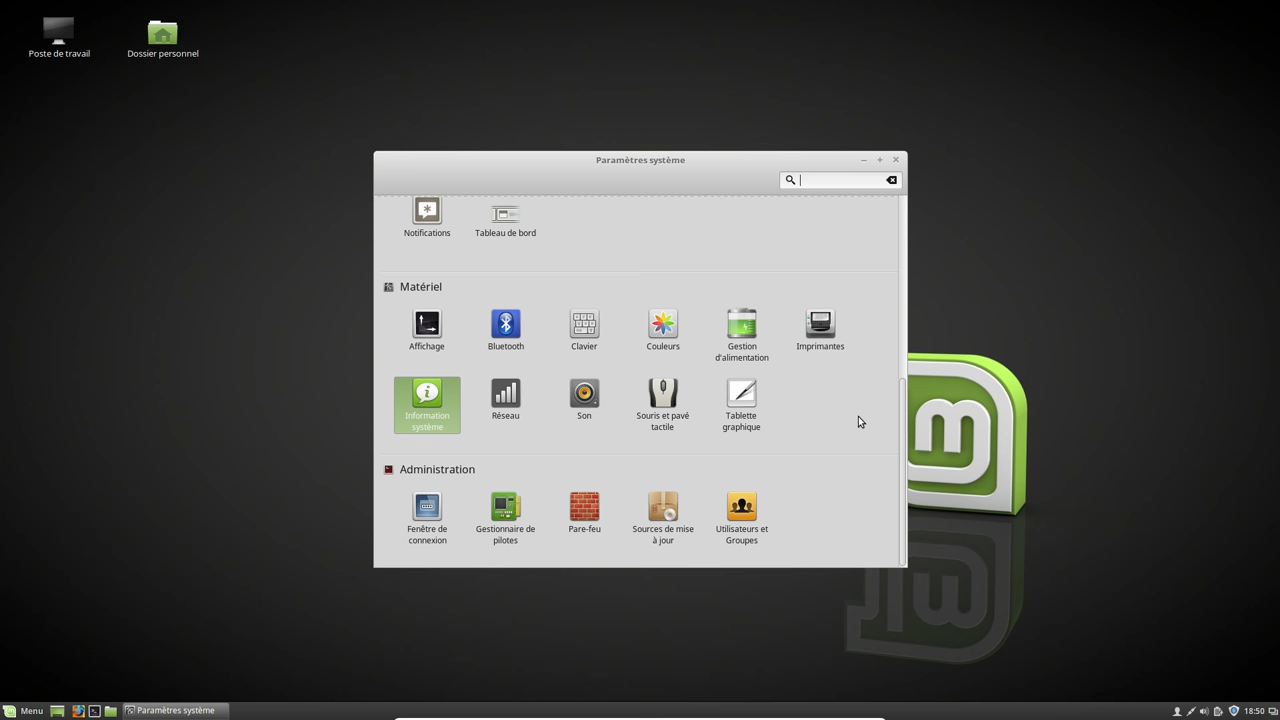 Poste de travail
Dossier personnel
Paramètres système
Notifications
Tableau de bord
Matériel
Affichage
Bluetooth
Clavier
Couleurs
Gestion
d'alimentation
Imprimantes
Information
système
Réseau
Son
Souris et pavé
tactile
Tablette
graphique
Administration
Fenêtre de
connexion
Gestionnaire de
pilotes
Pare-feu
Sources de mise
à jour
Utilisateurs et
Groupes
Menu
Paramètres système
18:50